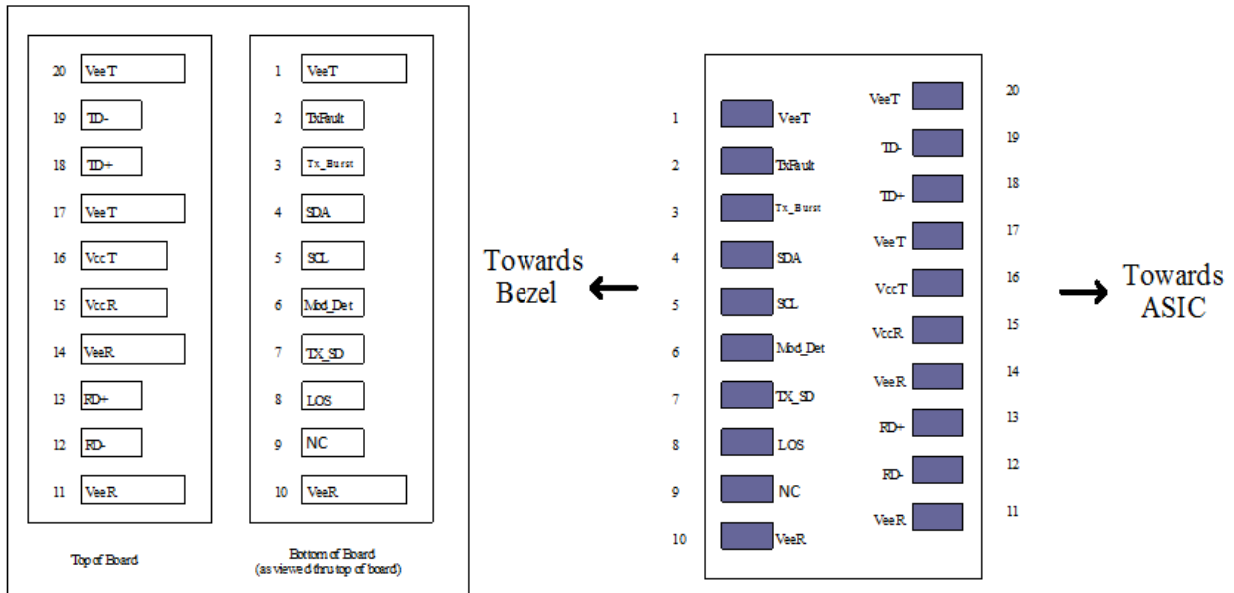 20 VeeT
19 TD-
18 TD+
17 VeeT
16 VccT
15 VccR
14 VeeR
13 RD+
12 RD-
11 VeeR
Top of Board
1 VeeT
2 TxFault
3 Tx_Burst
4 SDA
5 SCL
6 Mod_Det
7 TX_SD
8 LOS
9 NC
10 VeeR
Bottom of Board
(as viewed thru top of board)
Towards
Bezel
1 VeeT
2 TxFault
3 Tx_Burst
4 SDA
5 SCL
6 Mod_Det
7 TX_SD
8 LOS
9 NC
10 VeeR
VeeT 20
TD- 19
TD+ 18
VeeT 17
VccT 16
VccR 15
VeeR 14
RD+ 13
RD- 12
VeeR 11
Towards
ASIC